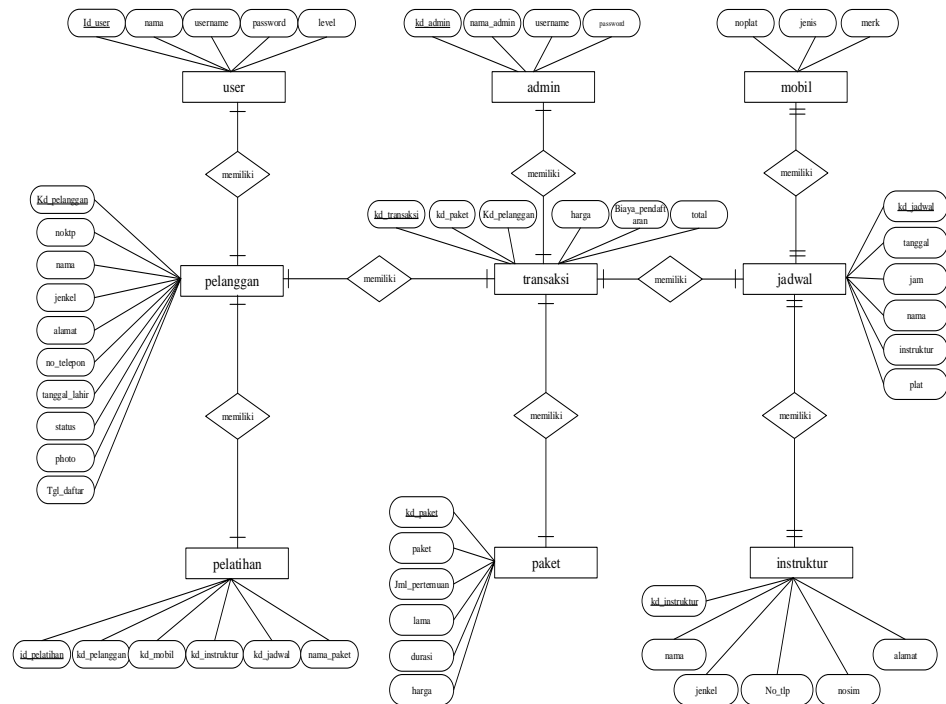 Id_user
nama
username
password
level
kd_admin
nama_admin
username
password
noplat
jenis
merk
user
admin
mobil
memiliki
memiliki
memiliki
Kd_pelanggan
noktp
nama
jenkel
alamat
no_telepon
tanggal_lahir
status
photo
Tgl_daftar
kd_transaksi
kd_paket
Kd_pelanggan
harga
Biaya_pendaft
aran
total
kd_jadwal
tanggal
jam
nama
instruktur
plat
pelanggan
memiliki
transaksi
memiliki
jadwal
memiliki
memiliki
memiliki
kd_paket
paket
Jml_pertemuan
lama
durasi
harga
pelatihan
paket
instruktur
id_pelatihan
kd_pelanggan
kd_mobil
kd_instruktur
kd_jadwal
nama_paket
kd_instruktur
nama
jenkel
No_tlp
nosim
alamat